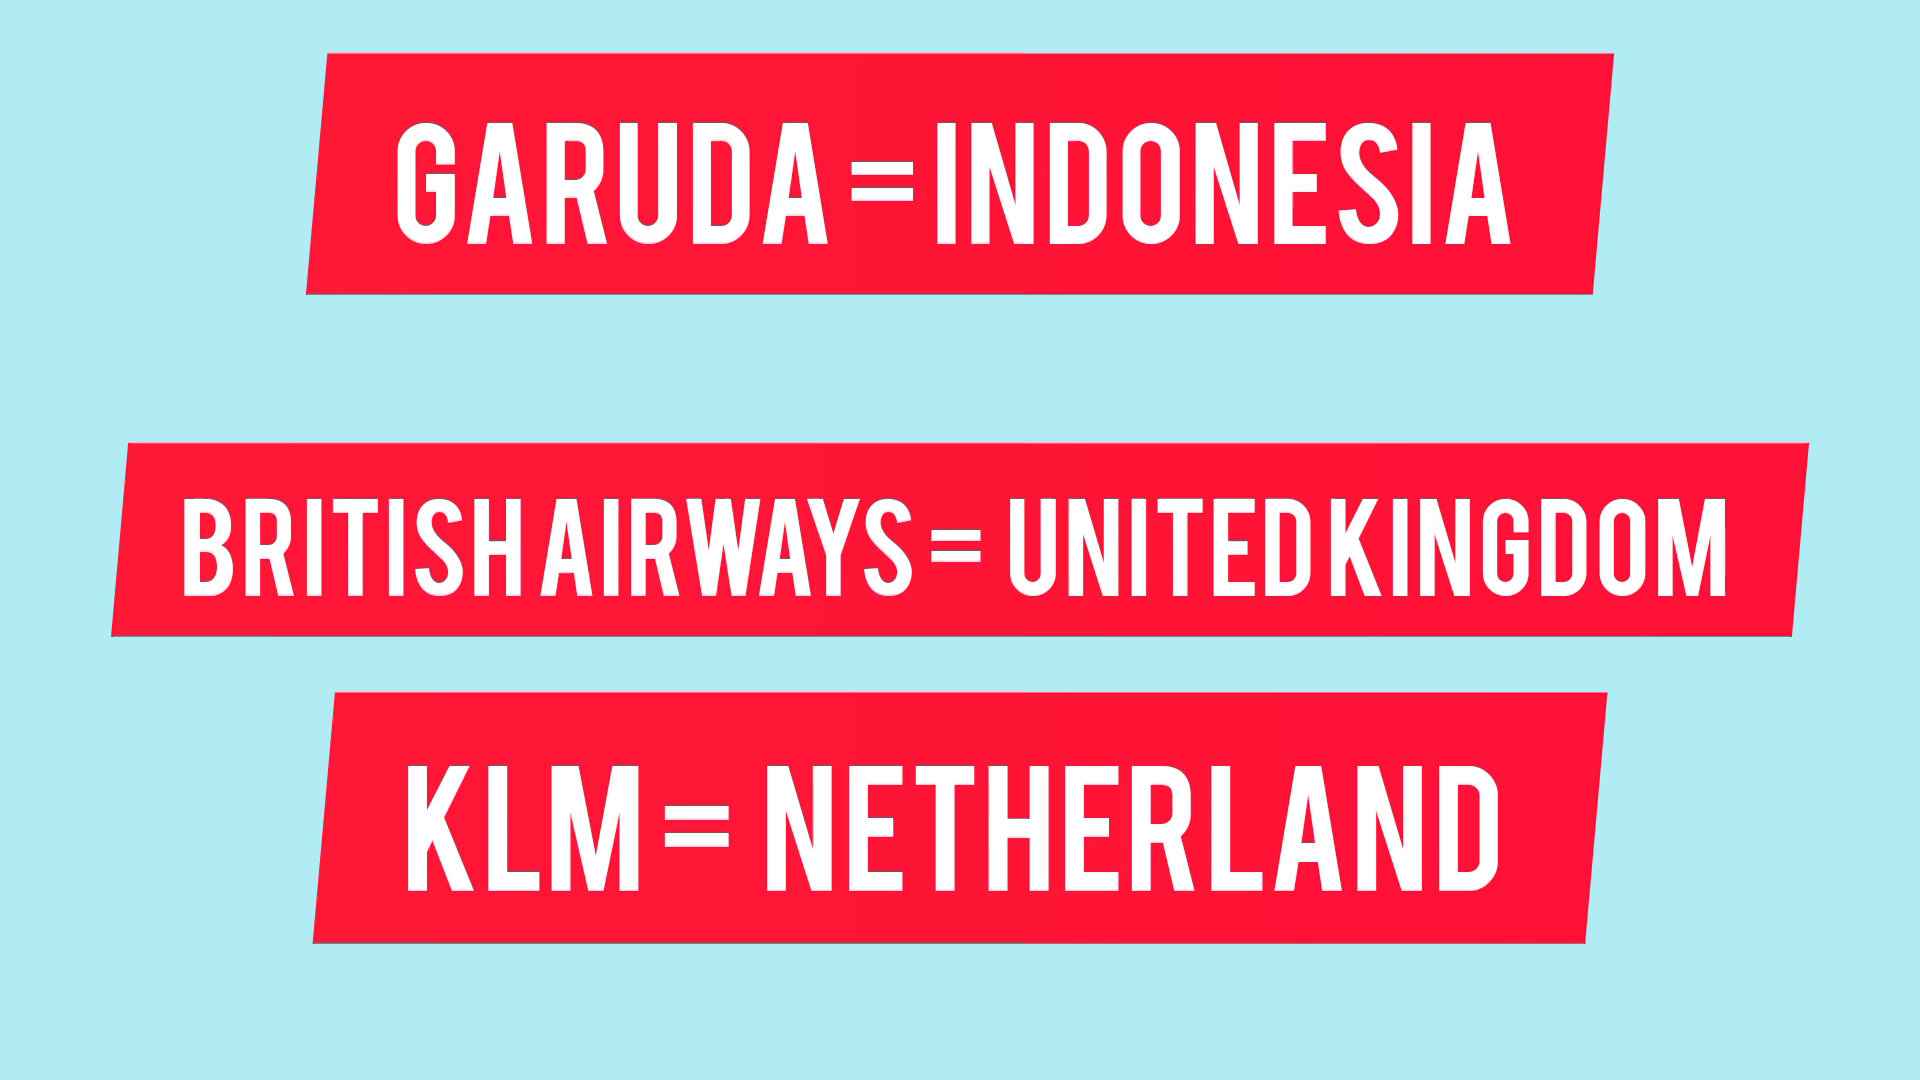 GARUDA = INDONESIA
BRITISH AIRWAYS = UNITED KINGDOM
KLM = NETHERLAND